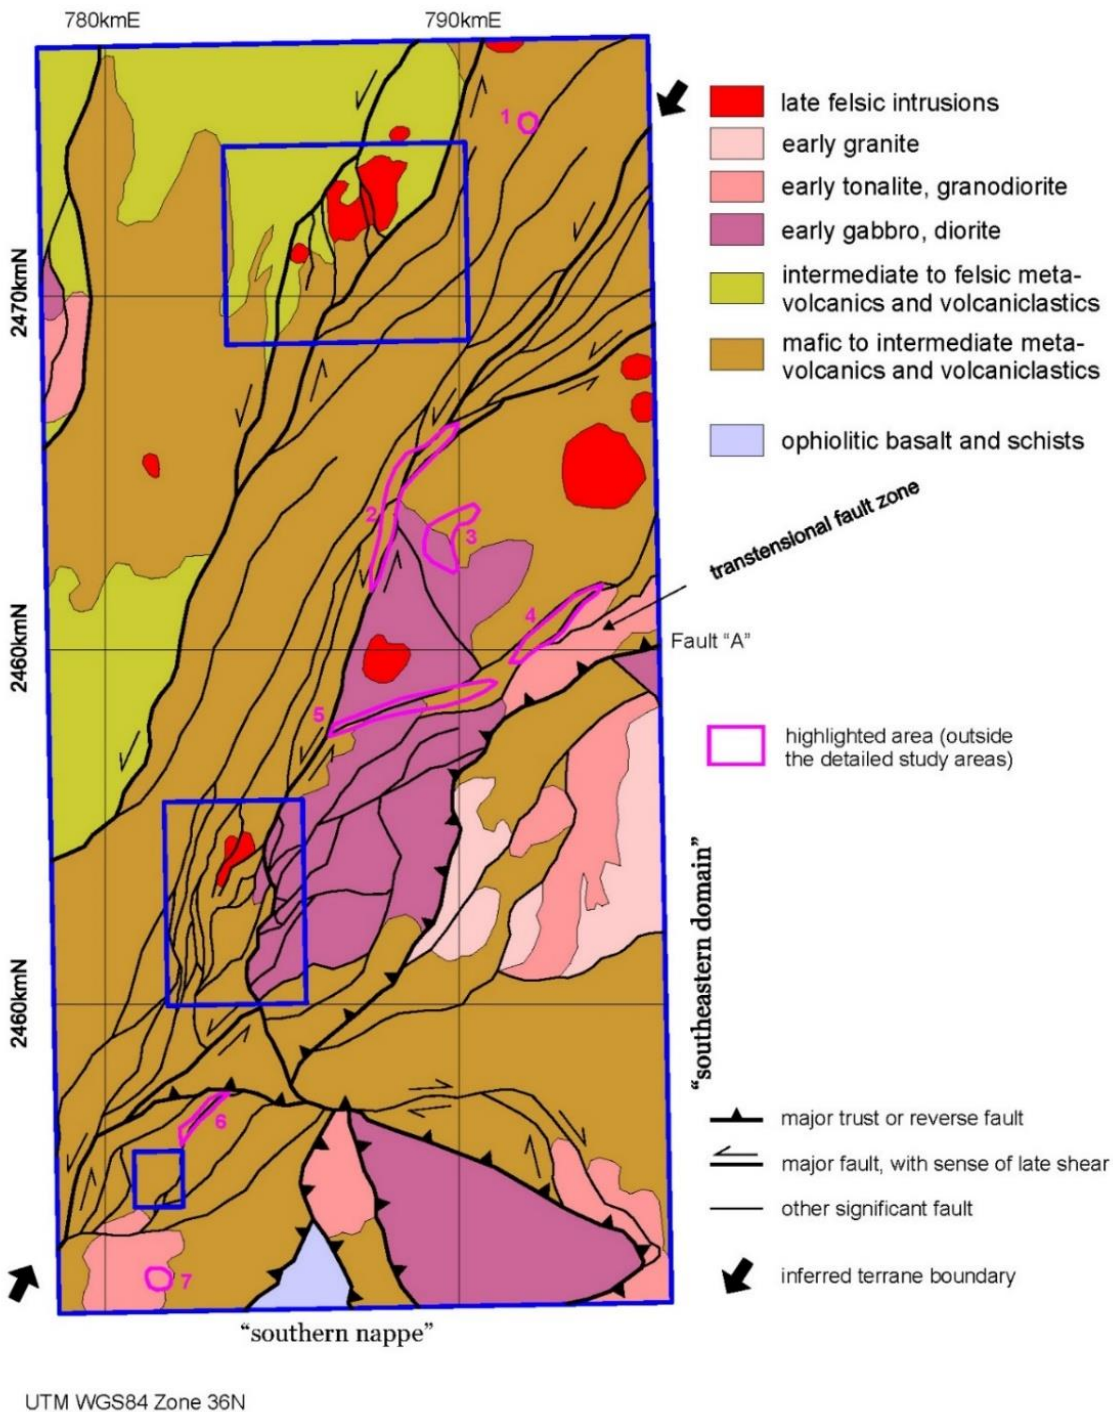 780kmE
790kmE
late felsic intrusions
early granite
early tonalite, granodiorite
early gabbro, diorite
intermediate to felsic meta-
volcanics and volcaniclastics
mafic to intermediate meta-
volcanics and volcaniclastics
ophiolitic basalt and schists
transtensional fault zone
Fault "A"
highlighted area (outside
the detailed study areas)
"southeastern domain"
major trust or reverse fault
major fault, with sense of late shear
other significant fault
inferred terrane boundary
2470kmN
2460kmN
2460kmN
1
2
3
4
5
6
7
"southern nappe"
UTM WGS84 Zone 36N